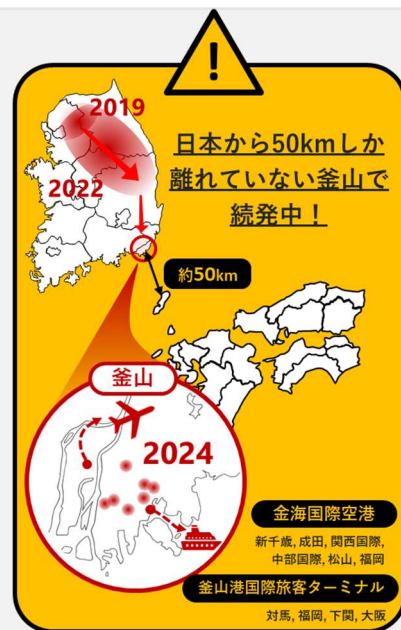 !
2019
日本から50kmしか
離れていない釜山で
続発中！
2022
約50km
釜山
2024
金海国際空港
新千歳, 成田, 関西国際,
中部国際, 松山, 福岡
釜山港国際旅客ターミナル
対馬, 福岡, 下関, 大阪